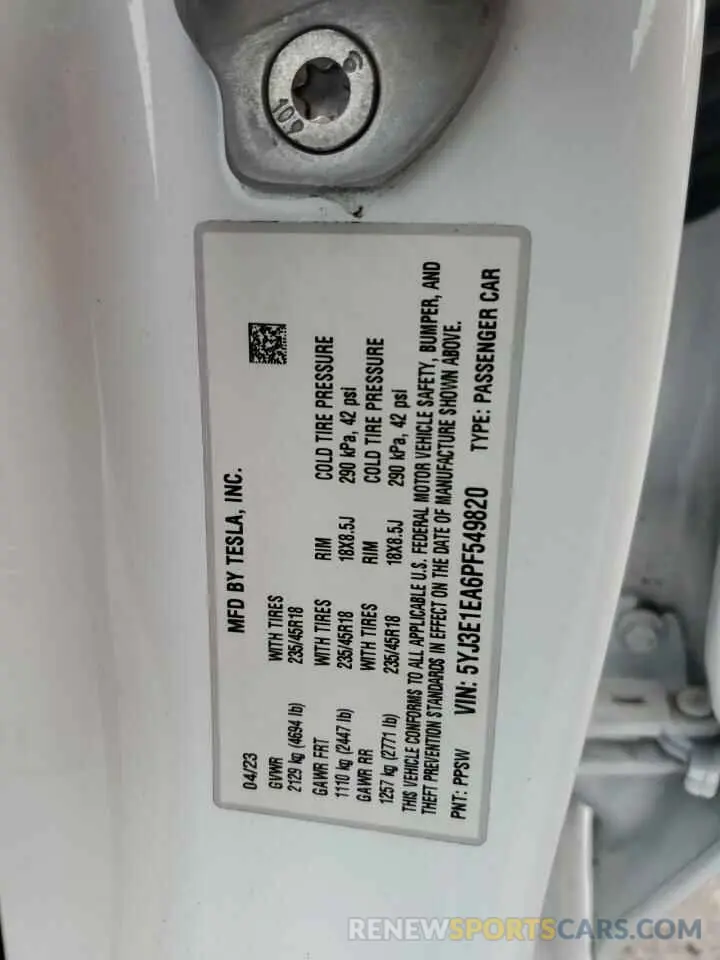 10.9
MFD BY TESLA, INC.
04/23
GVWR WITH TIRES
2129 kg (4694 lb) 235/45R18
GAWR FRT WITH TIRES RIM COLD TIRE PRESSURE
1110 kg (2447 lb) 235/45R18 18X8.5J 290 kPa, 42 psi
GAWR RR WITH TIRES RIM COLD TIRE PRESSURE
1257 kg (2771 lb) 235/45R18 18X8.5J 290 kPa, 42 psi
THIS VEHICLE CONFORMS TO ALL APPLICABLE U.S. FEDERAL MOTOR VEHICLE SAFETY, BUMPER, AND
THEFT PREVENTION STANDARDS IN EFFECT ON THE DATE OF MANUFACTURE SHOWN ABOVE.
PNT: PPSW VIN: 5YJ3E1EA6PF549820 TYPE: PASSENGER CAR
RENEWSPORTSCARS.COM